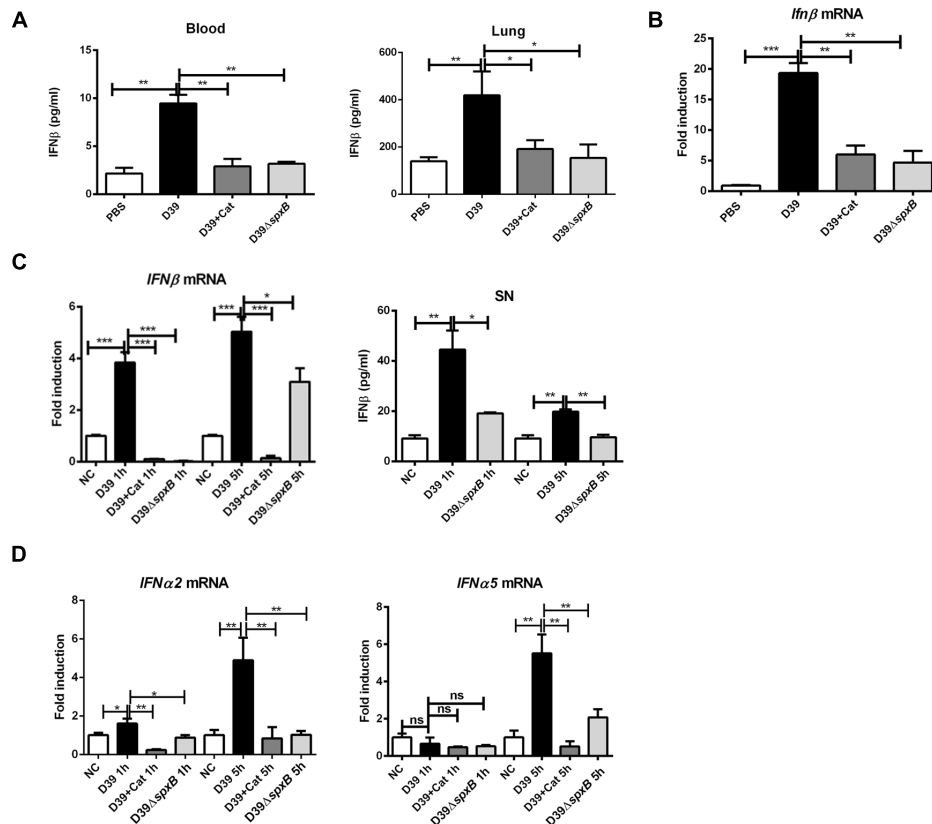 A
Blood
IFNβ (pg/ml)
15
10
5
0
**
**
**
PBS
D39
D39+Cat
D39ΔspxB
Lung
IFNβ (pg/ml)
600
400
200
0
**
*
*
PBS
D39
D39+Cat
D39ΔspxB
B
Ifnβ mRNA
Fold induction
25
20
15
10
5
0
***
**
**
PBS
D39
D39+Cat
D39ΔspxB
C
IFNβ mRNA
Fold induction
6
4
2
0
***
***
***
***
***
*
NC
D39 1h
D39+Cat 1h
D39ΔspxB 1h
NC
D39 5h
D39+Cat 5h
D39ΔspxB 5h
SN
IFNβ (pg/ml)
60
40
20
0
**
*
**
**
NC
D39 1h
D39ΔspxB 1h
NC
D39 5h
D39ΔspxB 5h
D
IFNα2 mRNA
Fold induction
8
6
4
2
0
*
**
*
**
**
**
NC
D39 1h
D39+Cat 1h
D39ΔspxB 1h
NC
D39 5h
D39+Cat 5h
D39ΔspxB 5h
IFNα5 mRNA
Fold induction
8
6
4
2
0
ns
ns
ns
**
**
**
NC
D39 1h
D39+Cat 1h
D39ΔspxB 1h
NC
D39 5h
D39+Cat 5h
D39ΔspxB 5h